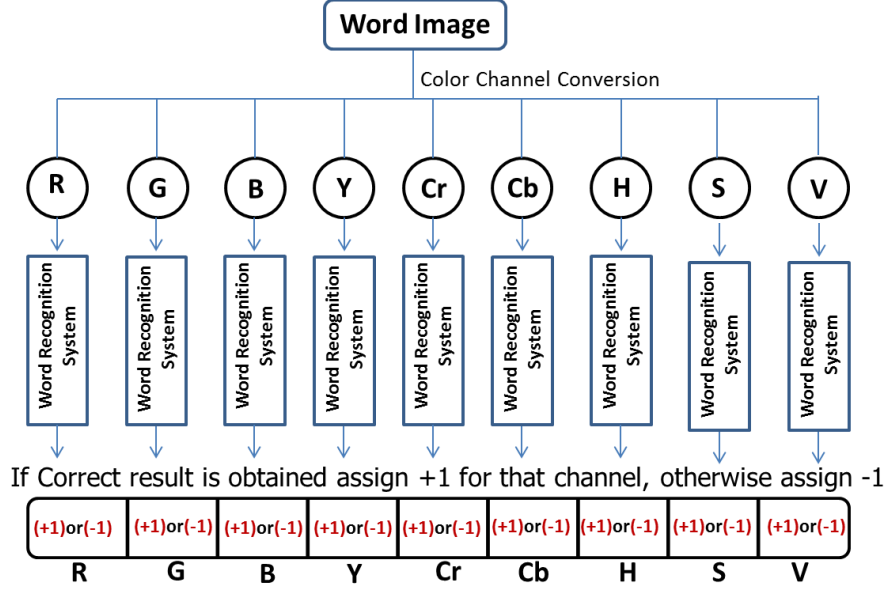 Word Image
Color Channel Conversion
R G B Y Cr Cb H S V
Word Recognition System
Word Recognition System
Word Recognition System
Word Recognition System
Word Recognition System
Word Recognition System
Word Recognition System
Word Recognition System
Word Recognition System
If Correct result is obtained assign +1 for that channel, otherwise assign -1
(+1)or(-1) (+1)or(-1) (+1)or(-1) (+1)or(-1) (+1)or(-1) (+1)or(-1) (+1)or(-1) (+1)or(-1) (+1)or(-1)
R G B Y Cr Cb H S V